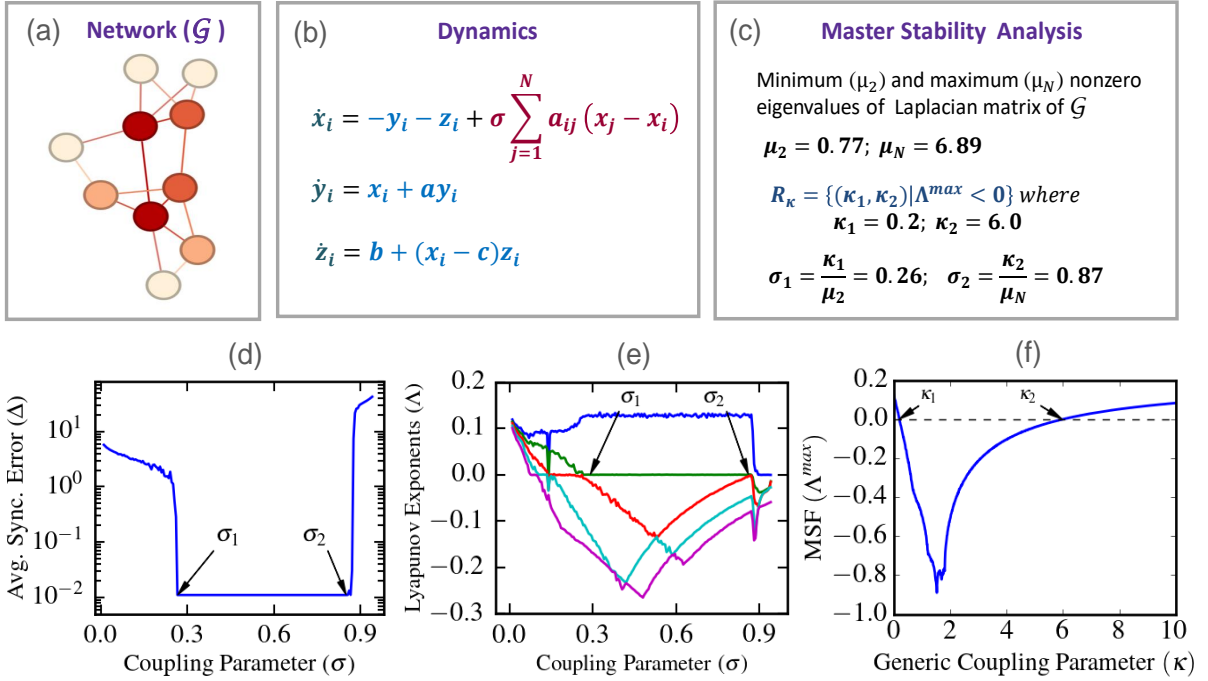 (a) Network (𝒢 )
(b)
Dynamics
ẋᵢ = −yᵢ − zᵢ + σ ∑ⱼ₌₁ᴺ aᵢⱼ (xⱼ − xᵢ)
ẏᵢ = xᵢ + ayᵢ
żᵢ = b + (xᵢ − c)zᵢ
(c)
Master Stability Analysis
Minimum (μ₂) and maximum (μ_N) nonzero
eigenvalues of Laplacian matrix of 𝒢
μ₂ = 0.77; μ_N = 6.89
R_κ = {(κ₁, κ₂)|Λᵐᵃˣ < 0} where
κ₁ = 0.2; κ₂ = 6.0
σ₁ = κ₁/μ₂ = 0.26; σ₂ = κ₂/μ_N = 0.87
(d)
Avg. Sync. Error (Δ)
10¹
10⁰
10⁻¹
10⁻²
σ₁
σ₂
0.0 0.3 0.6 0.9
Coupling Parameter (σ)
(e)
Lyapunov Exponents (Λ)
0.2
0.1
0.0
−0.1
−0.2
−0.3
σ₁
σ₂
0.0 0.3 0.6 0.9
Coupling Parameter (σ)
(f)
MSF (Λᵐᵃˣ)
0.2
0.0
−0.2
−0.4
−0.6
−0.8
−1.0
κ₁
κ₂
0 2 4 6 8 10
Generic Coupling Parameter (κ)